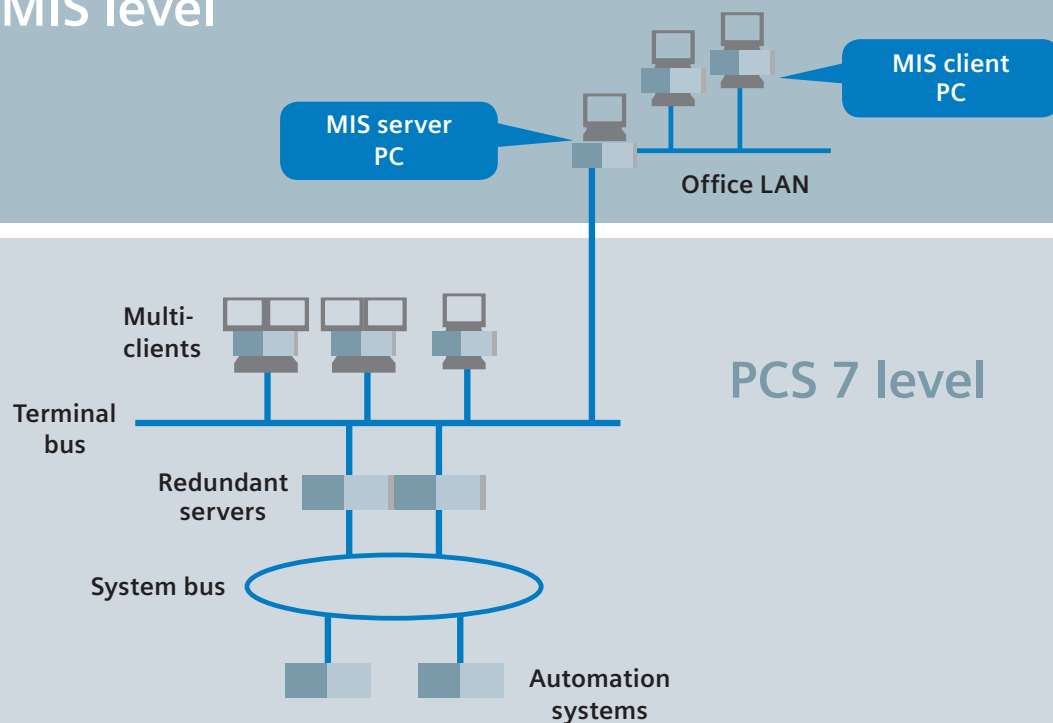 MIS level
MIS client
PC
MIS server
PC
Office LAN
Multi-
clients
PCS 7 level
Terminal
bus
Redundant
servers
System bus
Automation
systems